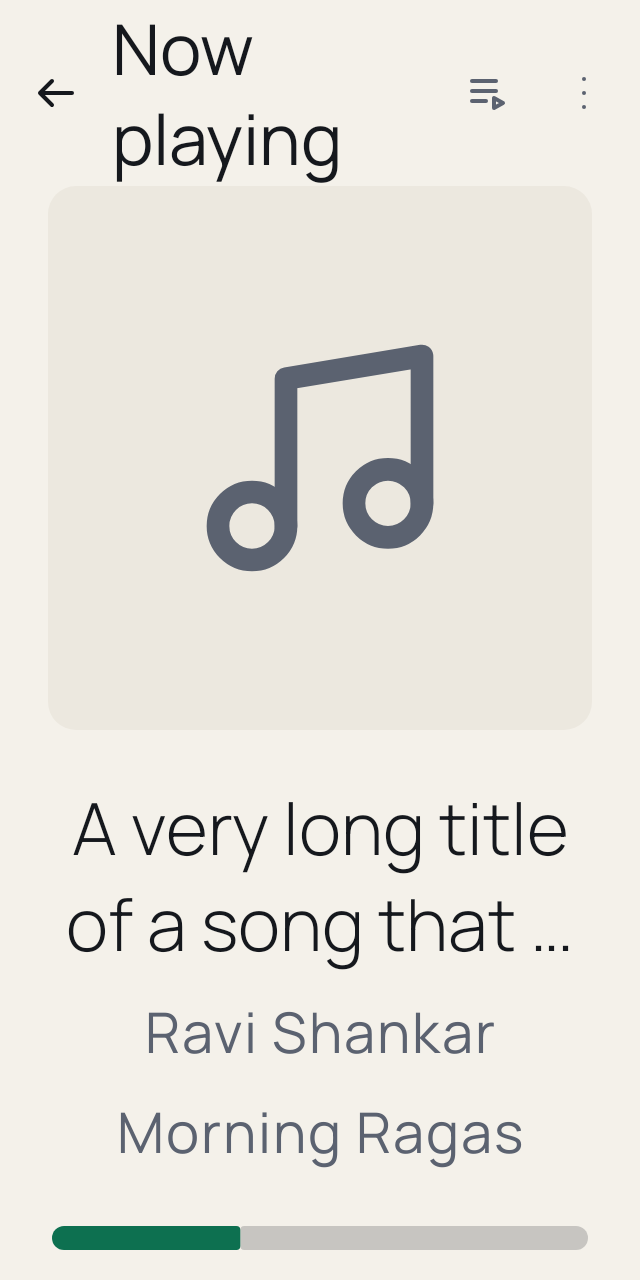 Now
playing
A very long title
of a song that ...
Ravi Shankar
Morning Ragas